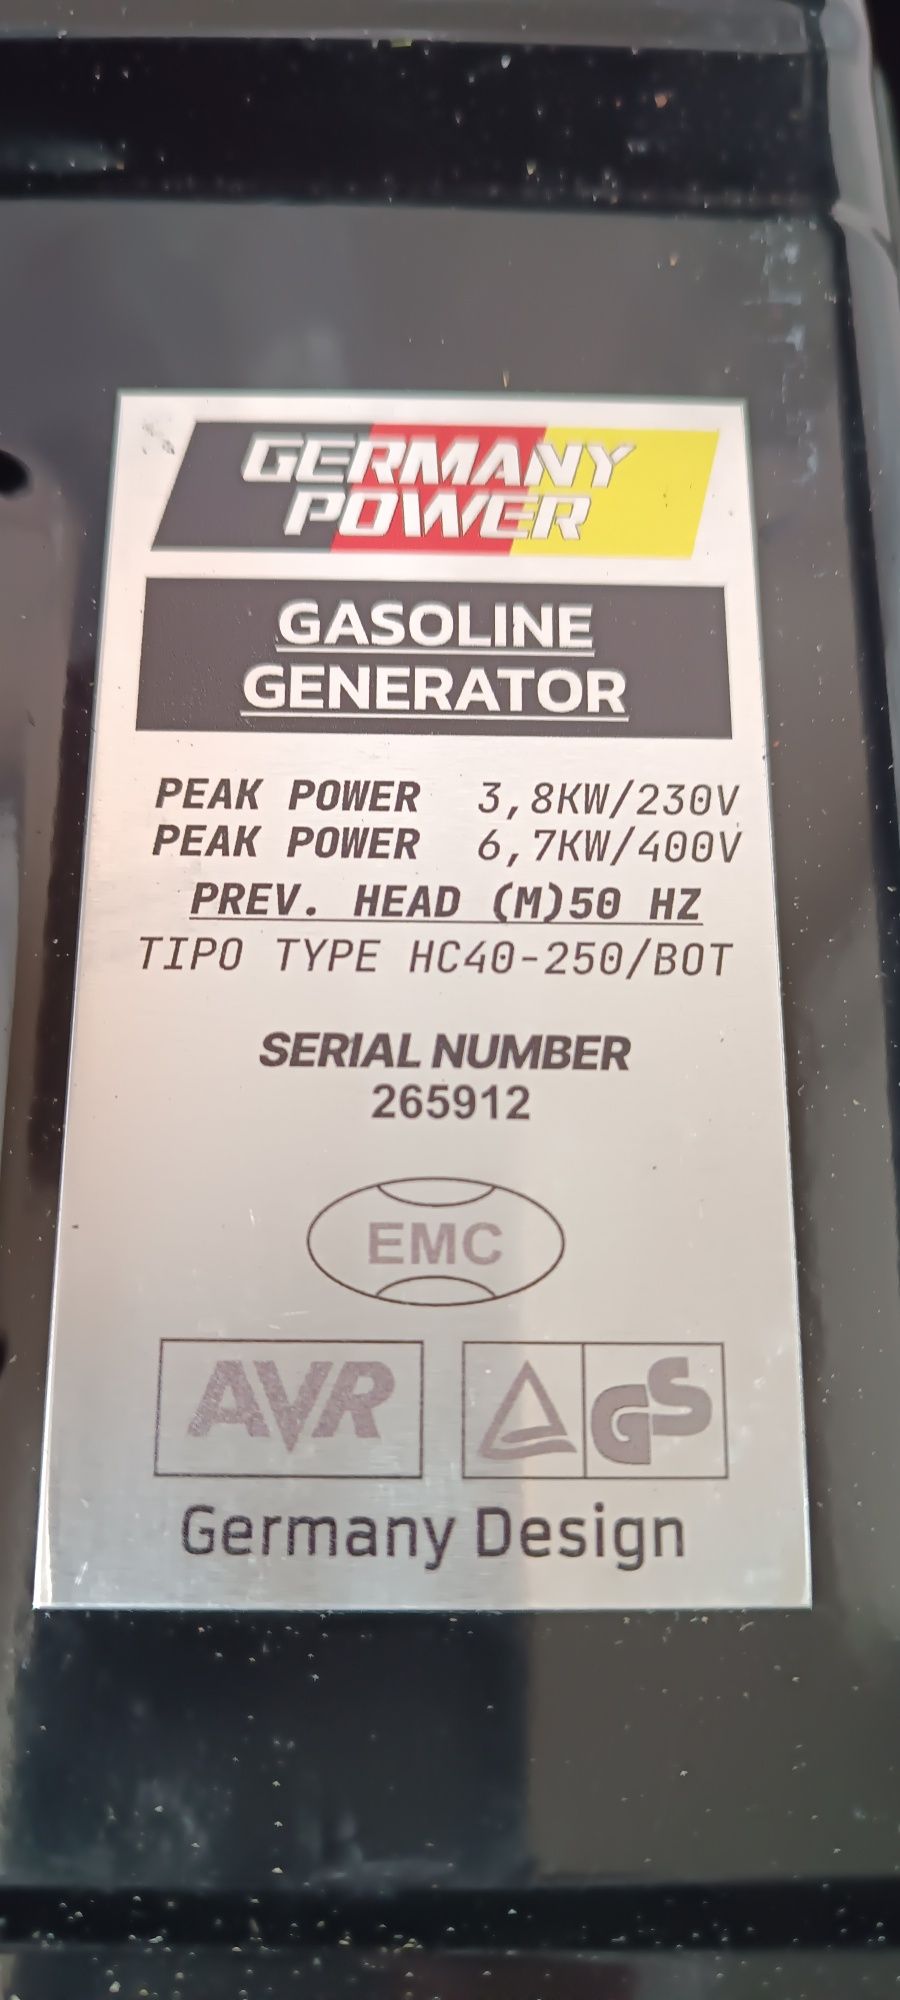 GERMANY
POWER
GASOLINE
GENERATOR
PEAK POWER 3,8KW/230V
PEAK POWER 6,7KW/400V
PREV. HEAD (M)50 HZ
TIPO TYPE HC40-250/BOT
SERIAL NUMBER
265912
EMC
AVR GS
Germany Design